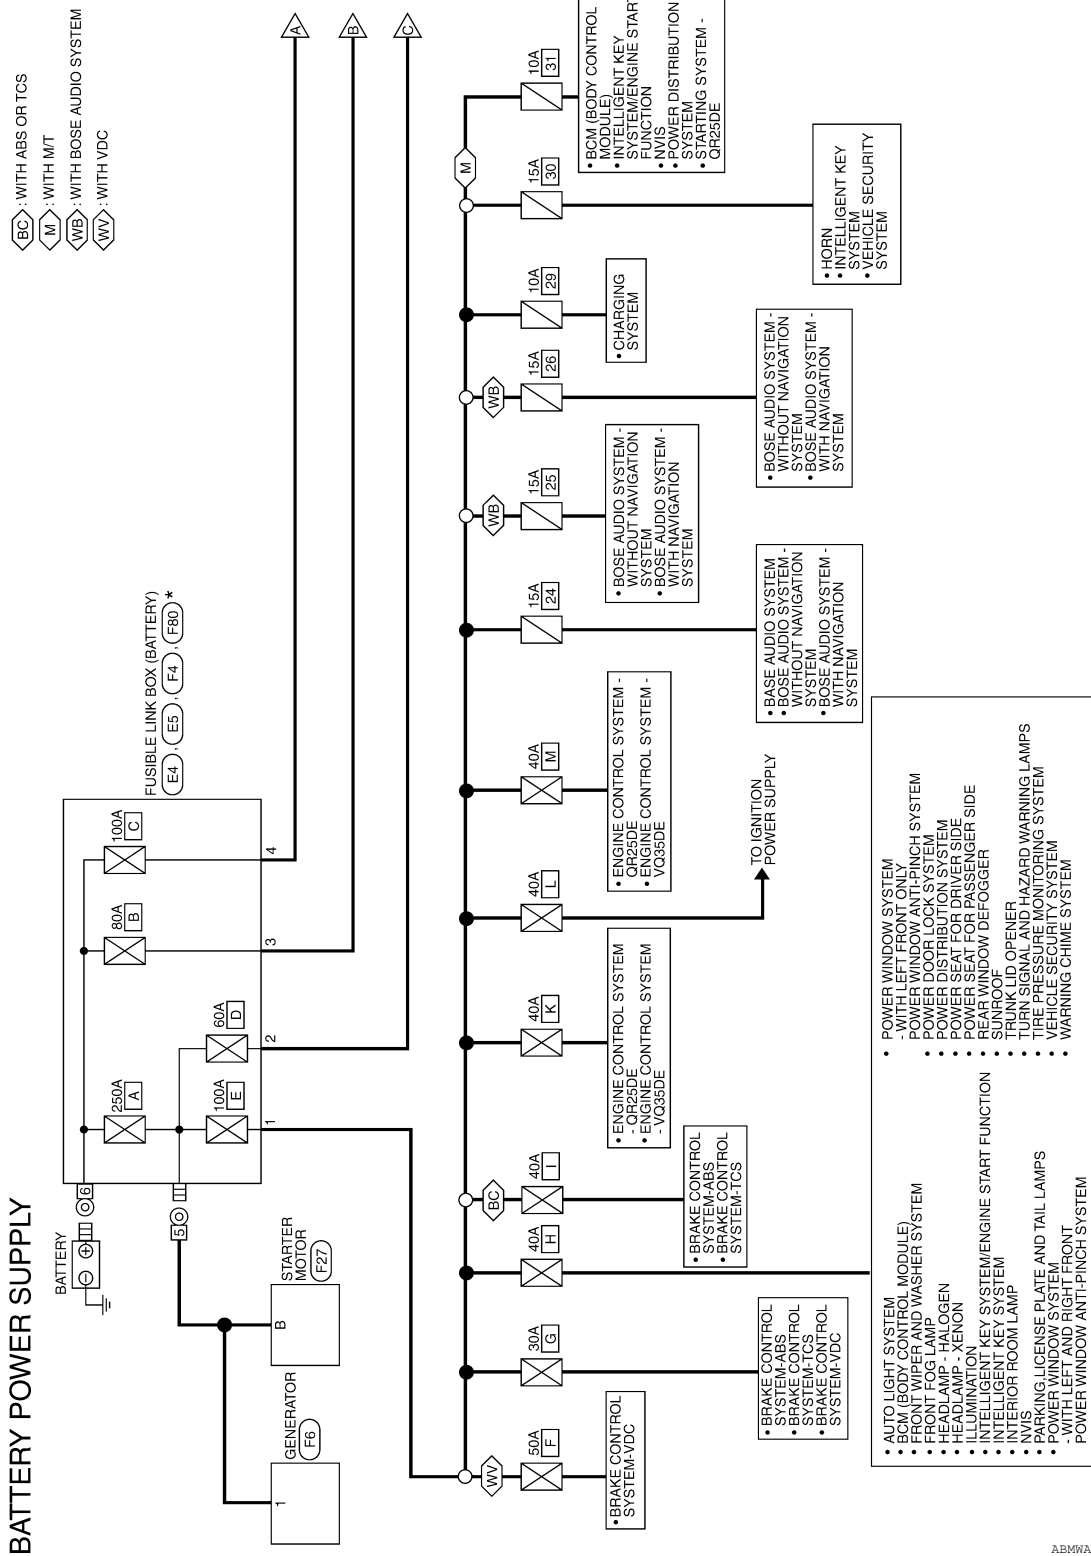 BATTERY POWER SUPPLY
BC : WITH ABS OR TCS
M : WITH M/T
WB : WITH BOSE AUDIO SYSTEM
WV : WITH VDC
BATTERY
6
5
FUSIBLE LINK BOX (BATTERY)
E4 , E5 , F4 , F80 *
250A
A
80A
B
100A
C
100A
E
60A
D
1
2
3
4
A
B
C
GENERATOR
F6
1
STARTER
MOTOR
F27
B
WV
50A
F
• BRAKE CONTROL
SYSTEM-VDC
30A
G
• BRAKE CONTROL
SYSTEM-ABS
• BRAKE CONTROL
SYSTEM-TCS
• BRAKE CONTROL
SYSTEM-VDC
40A
H
BC
40A
I
• BRAKE CONTROL
SYSTEM-ABS
• BRAKE CONTROL
SYSTEM-TCS
40A
K
• ENGINE CONTROL SYSTEM
- QR25DE
• ENGINE CONTROL SYSTEM
- VQ35DE
40A
L
TO IGNITION
POWER SUPPLY
40A
M
• ENGINE CONTROL SYSTEM -
QR25DE
• ENGINE CONTROL SYSTEM -
VQ35DE
15A
24
• BASE AUDIO SYSTEM
• BOSE AUDIO SYSTEM -
WITHOUT NAVIGATION
SYSTEM
• BOSE AUDIO SYSTEM -
WITH NAVIGATION
SYSTEM
WB
15A
25
• BOSE AUDIO SYSTEM -
WITHOUT NAVIGATION
SYSTEM
• BOSE AUDIO SYSTEM -
WITH NAVIGATION
SYSTEM
WB
15A
26
• BOSE AUDIO SYSTEM -
WITHOUT NAVIGATION
SYSTEM
• BOSE AUDIO SYSTEM -
WITH NAVIGATION
SYSTEM
10A
29
• CHARGING
SYSTEM
15A
30
• HORN
• INTELLIGENT KEY
SYSTEM
• VEHICLE SECURITY
SYSTEM
M
10A
31
• BCM (BODY CONTROL
MODULE)
• INTELLIGENT KEY
SYSTEM/ENGINE START
FUNCTION
• NVIS
• POWER DISTRIBUTION
SYSTEM
• STARTING SYSTEM -
QR25DE
• AUTO LIGHT SYSTEM
• BCM (BODY CONTROL MODULE)
• FRONT WIPER AND WASHER SYSTEM
• FRONT FOG LAMP
• HEADLAMP - HALOGEN
• HEADLAMP - XENON
• ILLUMINATION
• INTELLIGENT KEY SYSTEM/ENGINE START FUNCTION
• INTELLIGENT KEY SYSTEM
• INTERIOR ROOM LAMP
• NVIS
• PARKING,LICENSE PLATE AND TAIL LAMPS
• POWER WINDOW SYSTEM
- WITH LEFT AND RIGHT FRONT
POWER WINDOW ANTI-PINCH SYSTEM
• POWER WINDOW SYSTEM
- WITH LEFT FRONT ONLY
POWER WINDOW ANTI-PINCH SYSTEM
• POWER DOOR LOCK SYSTEM
• POWER DISTRIBUTION SYSTEM
• POWER SEAT FOR DRIVER SIDE
• POWER SEAT FOR PASSENGER SIDE
• REAR WINDOW DEFOGGER
• SUNROOF
• TRUNK LID OPENER
• TURN SIGNAL AND HAZARD WARNING LAMPS
• TIRE PRESSURE MONITORING SYSTEM
• VEHICLE SECURITY SYSTEM
• WARNING CHIME SYSTEM
ABMWA